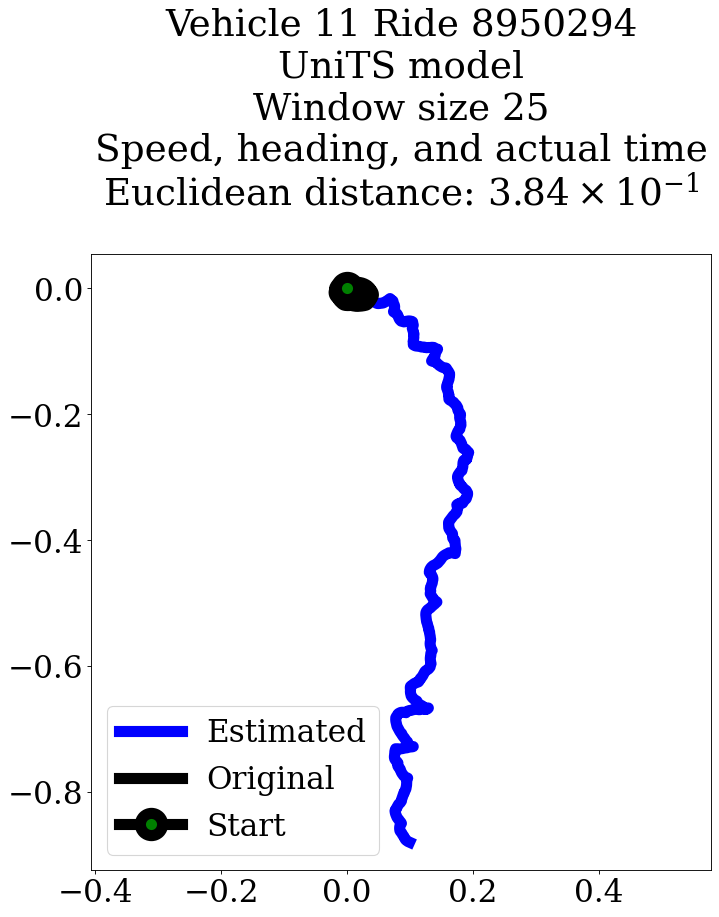 Vehicle 11 Ride 8950294
UniTS model
Window size 25
Speed, heading, and actual time
Euclidean distance: $3.84 \times 10^{-1}$
0.0
−0.2
−0.4
−0.6
−0.8
Estimated
Original
Start
−0.4 −0.2 0.0 0.2 0.4